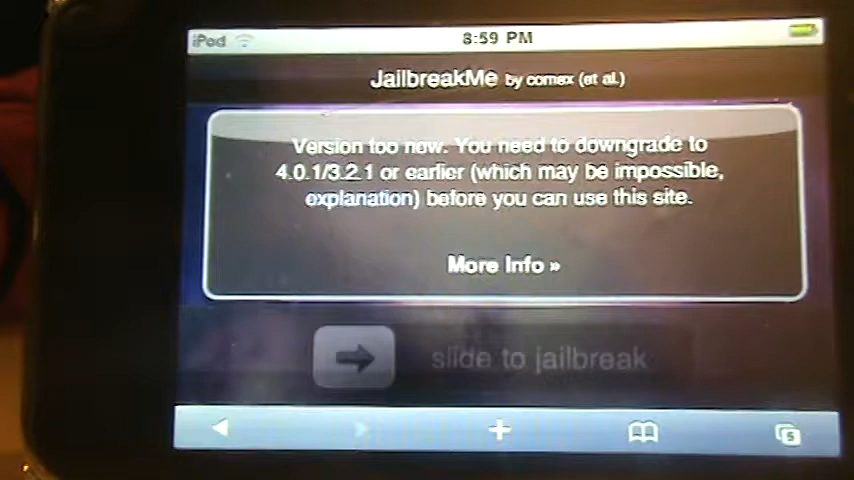 iPod 8:59 PM
JailbreakMe by comex (et al.)
Version too new. You need to downgrade to
4.0.1/3.2.1 or earlier (which may be impossible,
explanation) before you can use this site.
More Info »
slide to jailbreak
5